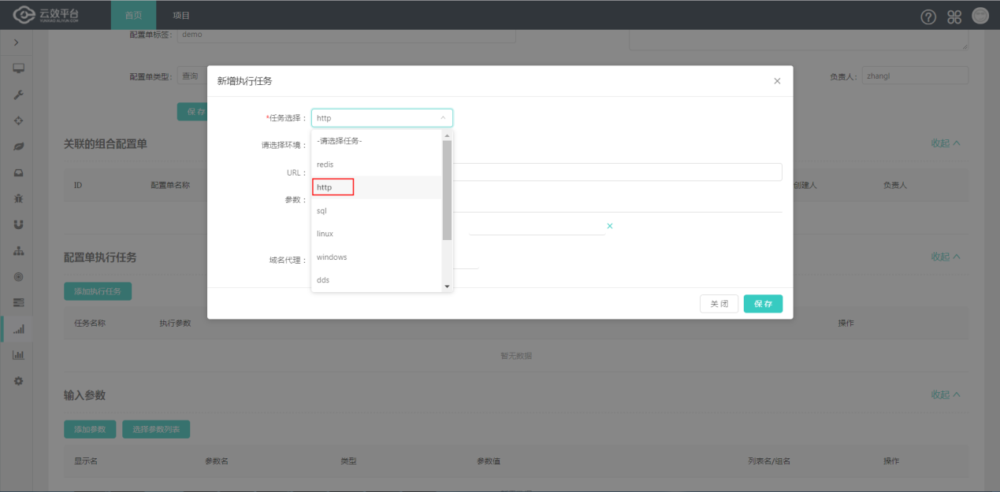 云效平台
首页
项目
配置单标签：
demo
配置单类型：
查询
负责人：
zhangl
保存
关联的组合配置单
收起
ID
配置单名称
创建人
负责人
配置单执行任务
收起
添加执行任务
任务名称
执行参数
操作
暂无数据
输入参数
收起
添加参数
选择参数列表
显示名
参数名
类型
参数值
列表名/组名
操作
新增执行任务
*任务选择：
http
请选择环境：
URL：
参数：
域名代理：
-请选择任务-
redis
http
sql
linux
windows
dds
关闭
保存